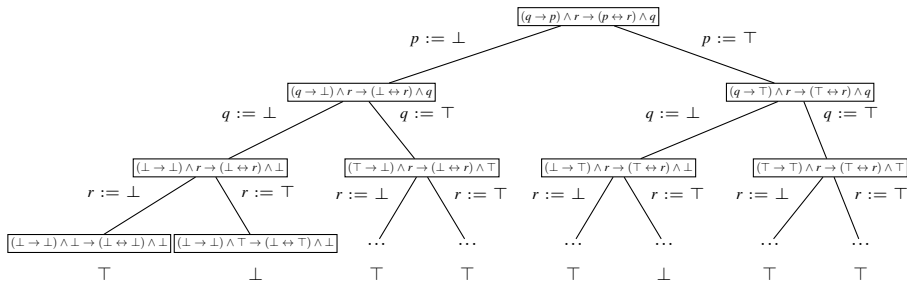 (q → p) ∧ r → (p ↔ r) ∧ q
p := ⊥ p := ⊤
(q → ⊥) ∧ r → (⊥ ↔ r) ∧ q (q → ⊤) ∧ r → (⊤ ↔ r) ∧ q
q := ⊥ q := ⊤ q := ⊥ q := ⊤
(⊥ → ⊥) ∧ r → (⊥ ↔ r) ∧ ⊥ (⊤ → ⊥) ∧ r → (⊥ ↔ r) ∧ ⊤ (⊥ → ⊤) ∧ r → (⊤ ↔ r) ∧ ⊥ (⊤ → ⊤) ∧ r → (⊤ ↔ r) ∧ ⊤
r := ⊥ r := ⊤ r := ⊥ r := ⊤ r := ⊥ r := ⊤ r := ⊥ r := ⊤
(⊥ → ⊥) ∧ ⊥ → (⊥ ↔ ⊥) ∧ ⊥ (⊥ → ⊥) ∧ ⊤ → (⊥ ↔ ⊤) ∧ ⊥ ... ... ... ... ... ...
⊤ ⊥ ⊤ ⊤ ⊤ ⊥ ⊤ ⊤